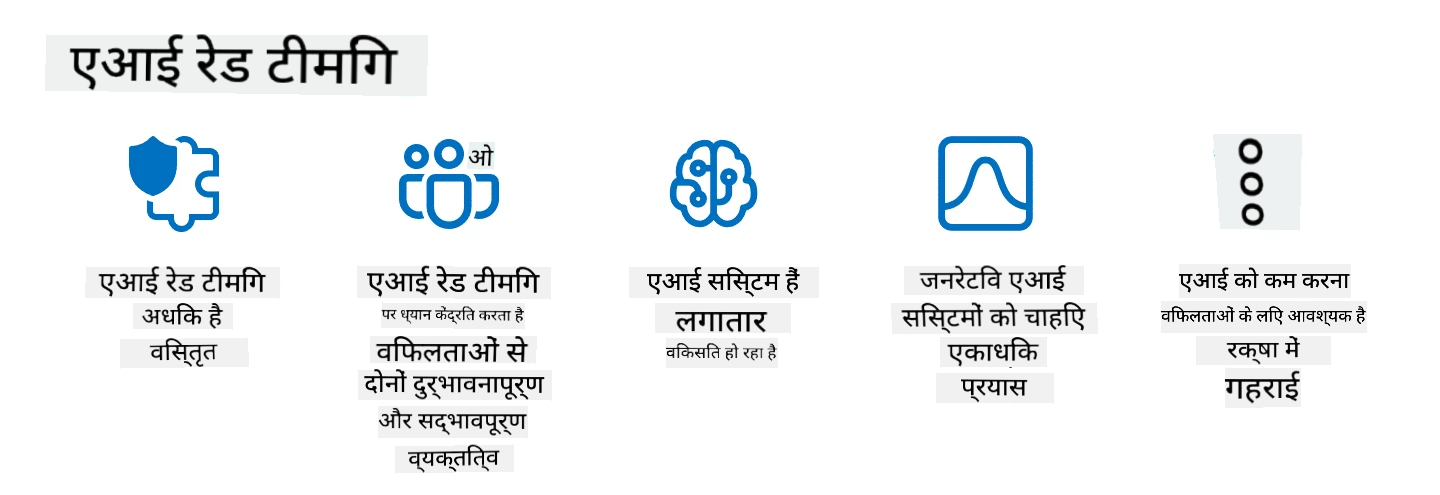 एआई रेड टीमिंग
ओ
एआई रेड टीमिंग
अधिक है
विस्तृत
एआई रेड टीमिंग
पर ध्यान केंद्रित करता है
विफलताओं से
दोनों दुर्भावनापूर्ण
और सद्भावपूर्ण
व्यक्तित्व
एआई सिस्टम हैं
लगातार
विकसित हो रहा है
जनरेटिव एआई
सिस्टमों को चाहिए
एकाधिक
प्रयास
एआई को कम करना
विफलताओं के लिए आवश्यक है
रक्षा में
गहराई